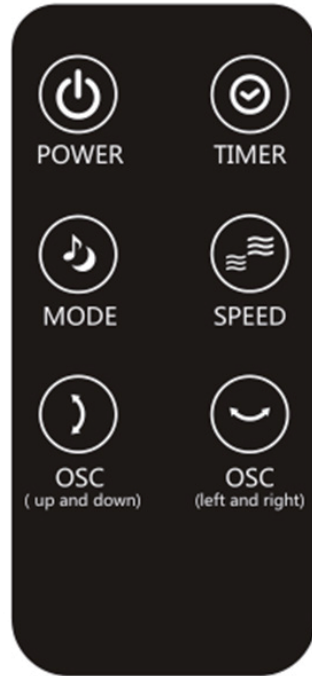 POWER
TIMER
MODE
SPEED
OSC
( up and down)
OSC
(left and right)